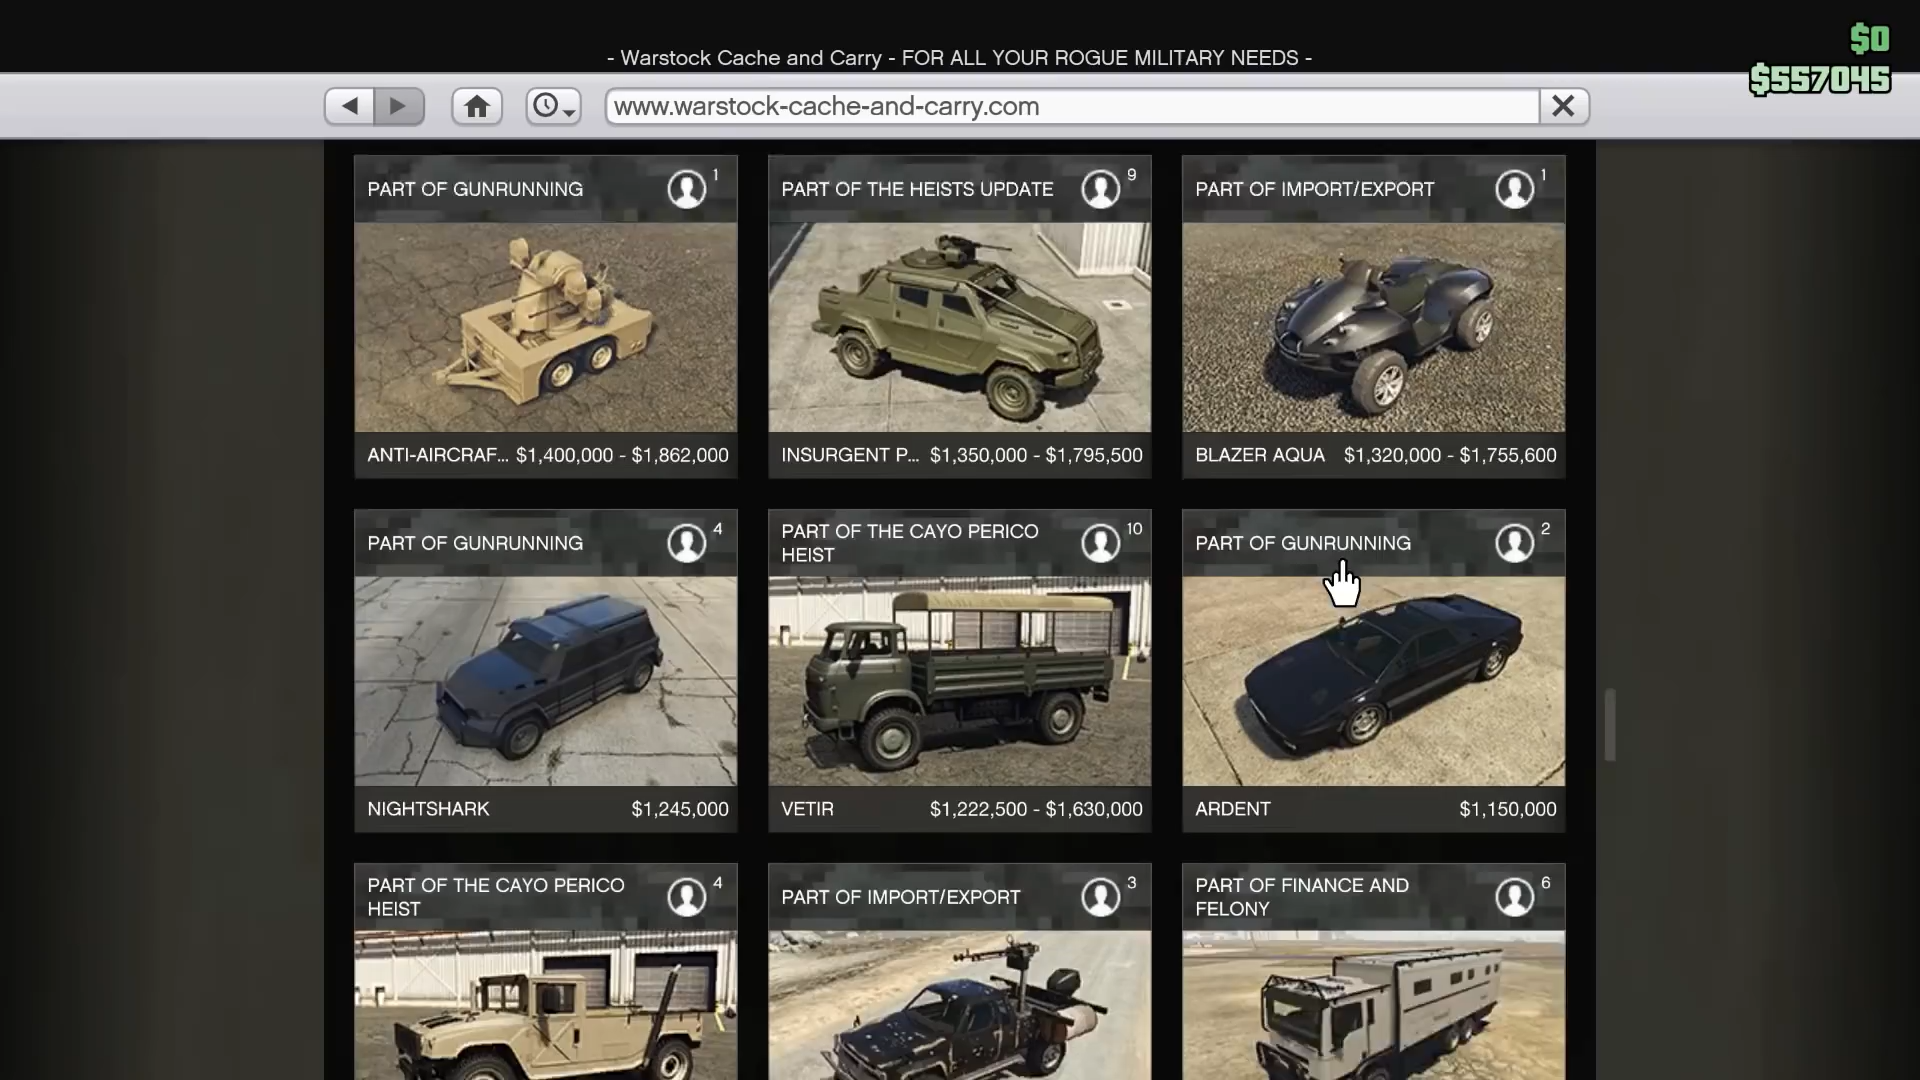 $0
- Warstock Cache and Carry - FOR ALL YOUR ROGUE MILITARY NEEDS -
$557045
www.warstock-cache-and-carry.com
PART OF GUNRUNNING 1
PART OF THE HEISTS UPDATE 9
PART OF IMPORT/EXPORT 1
ANTI-AIRCRAF... $1,400,000 - $1,862,000
INSURGENT P... $1,350,000 - $1,795,500
BLAZER AQUA $1,320,000 - $1,755,600
PART OF GUNRUNNING 4
PART OF THE CAYO PERICO
HEIST
10
PART OF GUNRUNNING 2
NIGHTSHARK $1,245,000
VETIR $1,222,500 - $1,630,000
ARDENT $1,150,000
PART OF THE CAYO PERICO
HEIST
4
PART OF IMPORT/EXPORT 3
PART OF FINANCE AND
FELONY
6